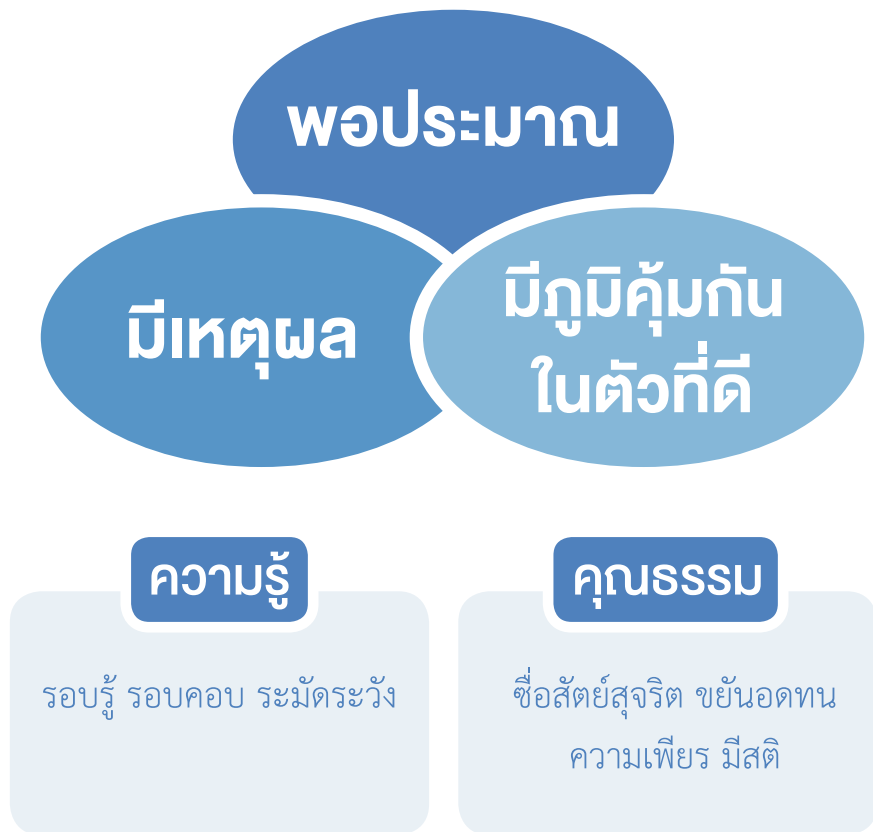 พอประมาณ
มีเหตุผล
มีภูมิคุ้มกัน
ในตัวที่ดี
ความรู้
รอบรู้ รอบคอบ ระมัดระวัง
คุณธรรม
ซื่อสัตย์สุจริต ขยันอดทน
ความเพียร มีสติ